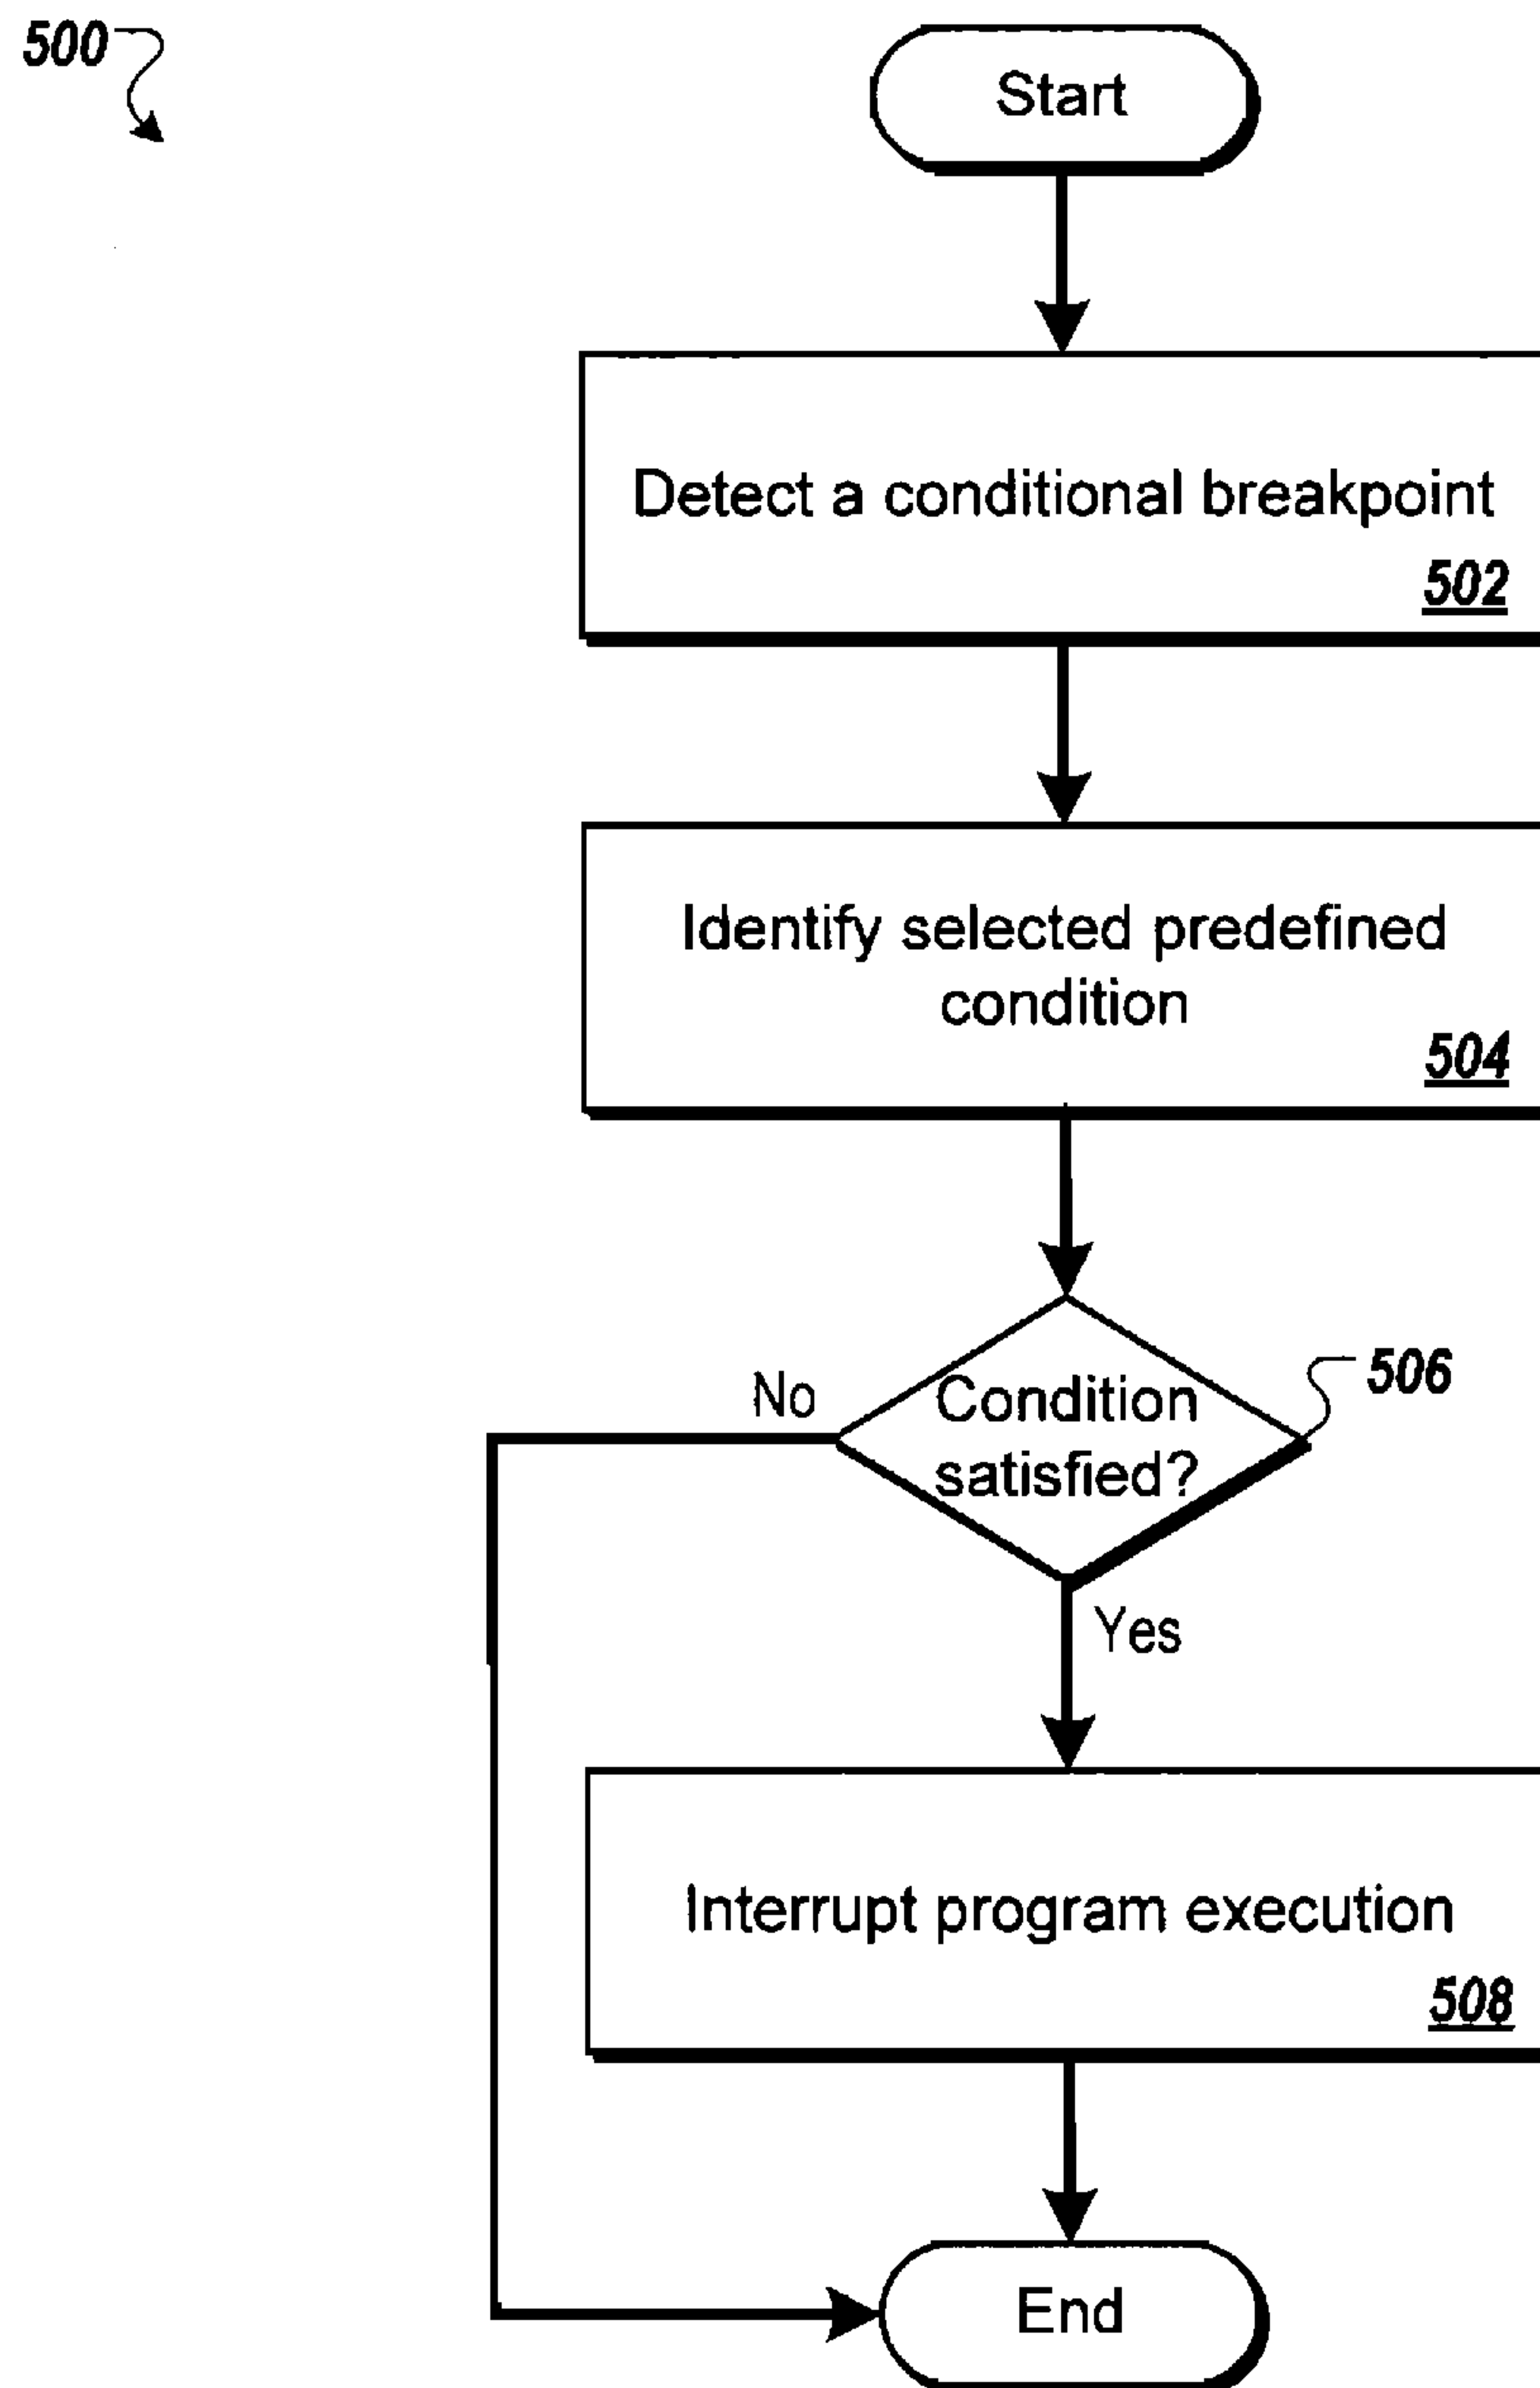 500
Start
Detect a conditional breakpoint
502
Identify selected predefined
condition
504
No
Condition
satisfied?
506
Yes
Interrupt program execution
508
End